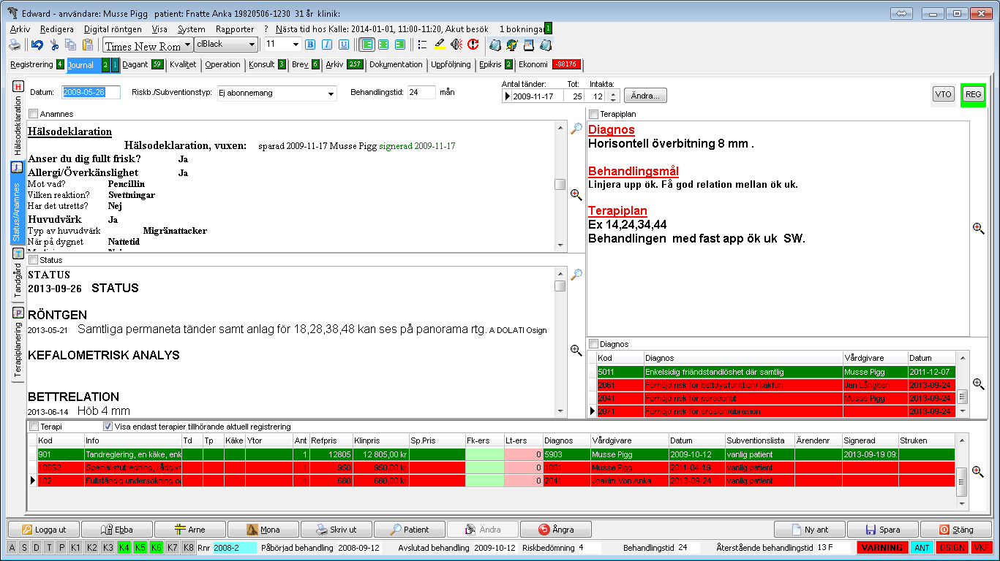 Edward - användare: Musse Pigg   patient: Fnatte Anka 19820506-1230  31 år  klinik:
Arkiv Redigera Digital röntgen Visa System Rapporter ? Nästa tid hos Kalle: 2014-01-01, 11:00-11:20, Akut besök 1 bokningar 1
Times New Rom clBlack 11 B I U
Registrering 4 Journal 2 1 Dagant 59 Kvalitet Operation Konsult 3 Brev 6 Arkiv 257 Dokumentation Uppföljning Epikris 2 Ekonomi -88176
H Hälsodeklaration
J Status/Anamnes
T Tandgård
P Terapiplanering
Datum: 2009-05-26 Riskb./Subventionstyp: Ej abonnemang Behandlingstid: 24 mån
Antal tänder: Tot: Intakta:
2009-11-17 25 12 Ändra...
VTO REG
Anamnes
Hälsodeklaration
Hälsodeklaration, vuxen: sparad 2009-11-17 Musse Pigg signerad 2009-11-17
Anser du dig fullt frisk? Ja
Allergi/Överkänslighet Ja
Mot vad? Pencillin
Vilken reaktion? Svettningar
Har det utretts? Nej
Huvudvärk Ja
Typ av huvudvärk Migränattacker
När på dygnet Nattetid
Terapiplan
Diagnos
Horisontell överbitning 8 mm .
Behandlingsmål
Linjera upp ök. Få god relation mellan ök uk.
Terapiplan
Ex 14,24,34,44
Behandlingen med fast app ök uk SW.
Status
STATUS
2013-09-26 STATUS
RÖNTGEN
2013-05-21 Samtliga permaneta tänder samt anlag för 18,28,38,48 kan ses på panorama rtg. A DOLATI Osign
KEFALOMETRISK ANALYS
BETTRELATION
2013-06-14 Höb 4 mm
Diagnos
Kod Diagnos Vårdgivare Datum
5011 Enkelsidig friändstandlöshet där samtlig Musse Pigg 2011-12-07
2061 Förhöjd risk för bettdysfunktion/ käkfun Jan Långben 2013-09-24
2041 Förhöjd risk för paradontit Musse Pigg 2013-09-24
2071 Förhöjd risk för erosion/abrasion 2013-09-24
Terapi Visa endast terapier tillhörande aktuell registrering
Kod Info Td Tp Käke Ytor Ant Refpris Klinpris Sp.Pris Fk-ers Lt-ers Diagnos Vårdgivare Datum Subventionslista Ärendenr Signerad Struken
901 Tandreglering, en käke, enk 1 12805 12 805,00 kr 0 5903 Musse Pigg 2009-10-12 vanlig patient 2013-09-19 09:
100S2 Specialistutredning, rådgivn 1 950 950,00 kr 0 1001 Musse Pigg 2011-04-19 vanlig patient
102 Fullständig undersökning oc 1 680 680,00 kr 0 2041 Joakim Von Anka 2013-09-24 vanlig patient
Logga ut Ebba Arne Mona Skriv ut Patient Ändra Ångra Ny ant Spara Stäng
A S D T P K1 K2 K3 K4 K5 K6 K7 K8 Rnr 2008-2 Påbörjad behandling 2008-09-12 Avslutad behandling 2009-10-12 Riskbedömning 4 Behandlingstid 24 Återstående behandlingstid 13 F VARNING ANT OSIGN VKF